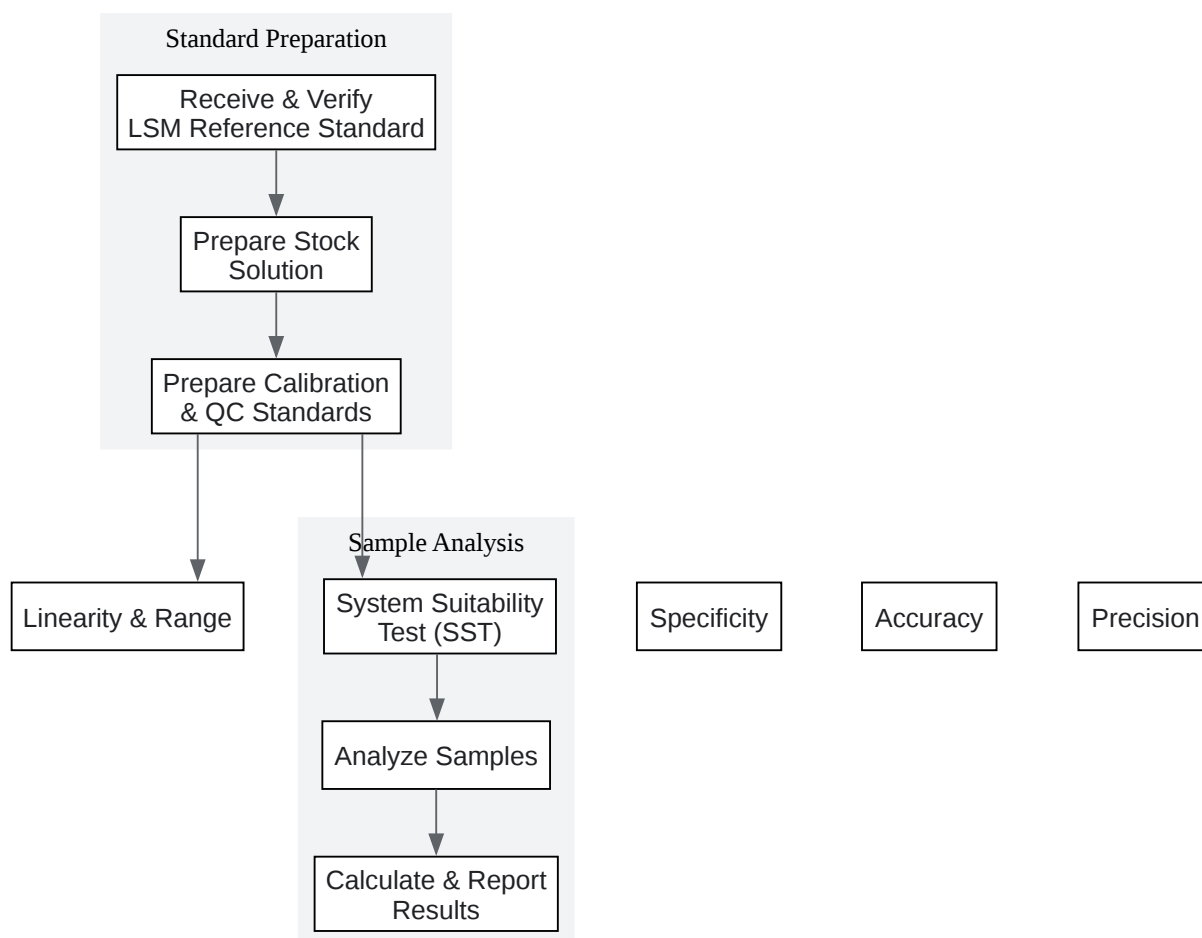 Standard Preparation
Receive & Verify
LSM Reference Standard
Prepare Stock
Solution
Prepare Calibration
& QC Standards
Sample Analysis
Linearity & Range
System Suitability
Test (SST)
Specificity
Accuracy
Precision
Analyze Samples
Calculate & Report
Results